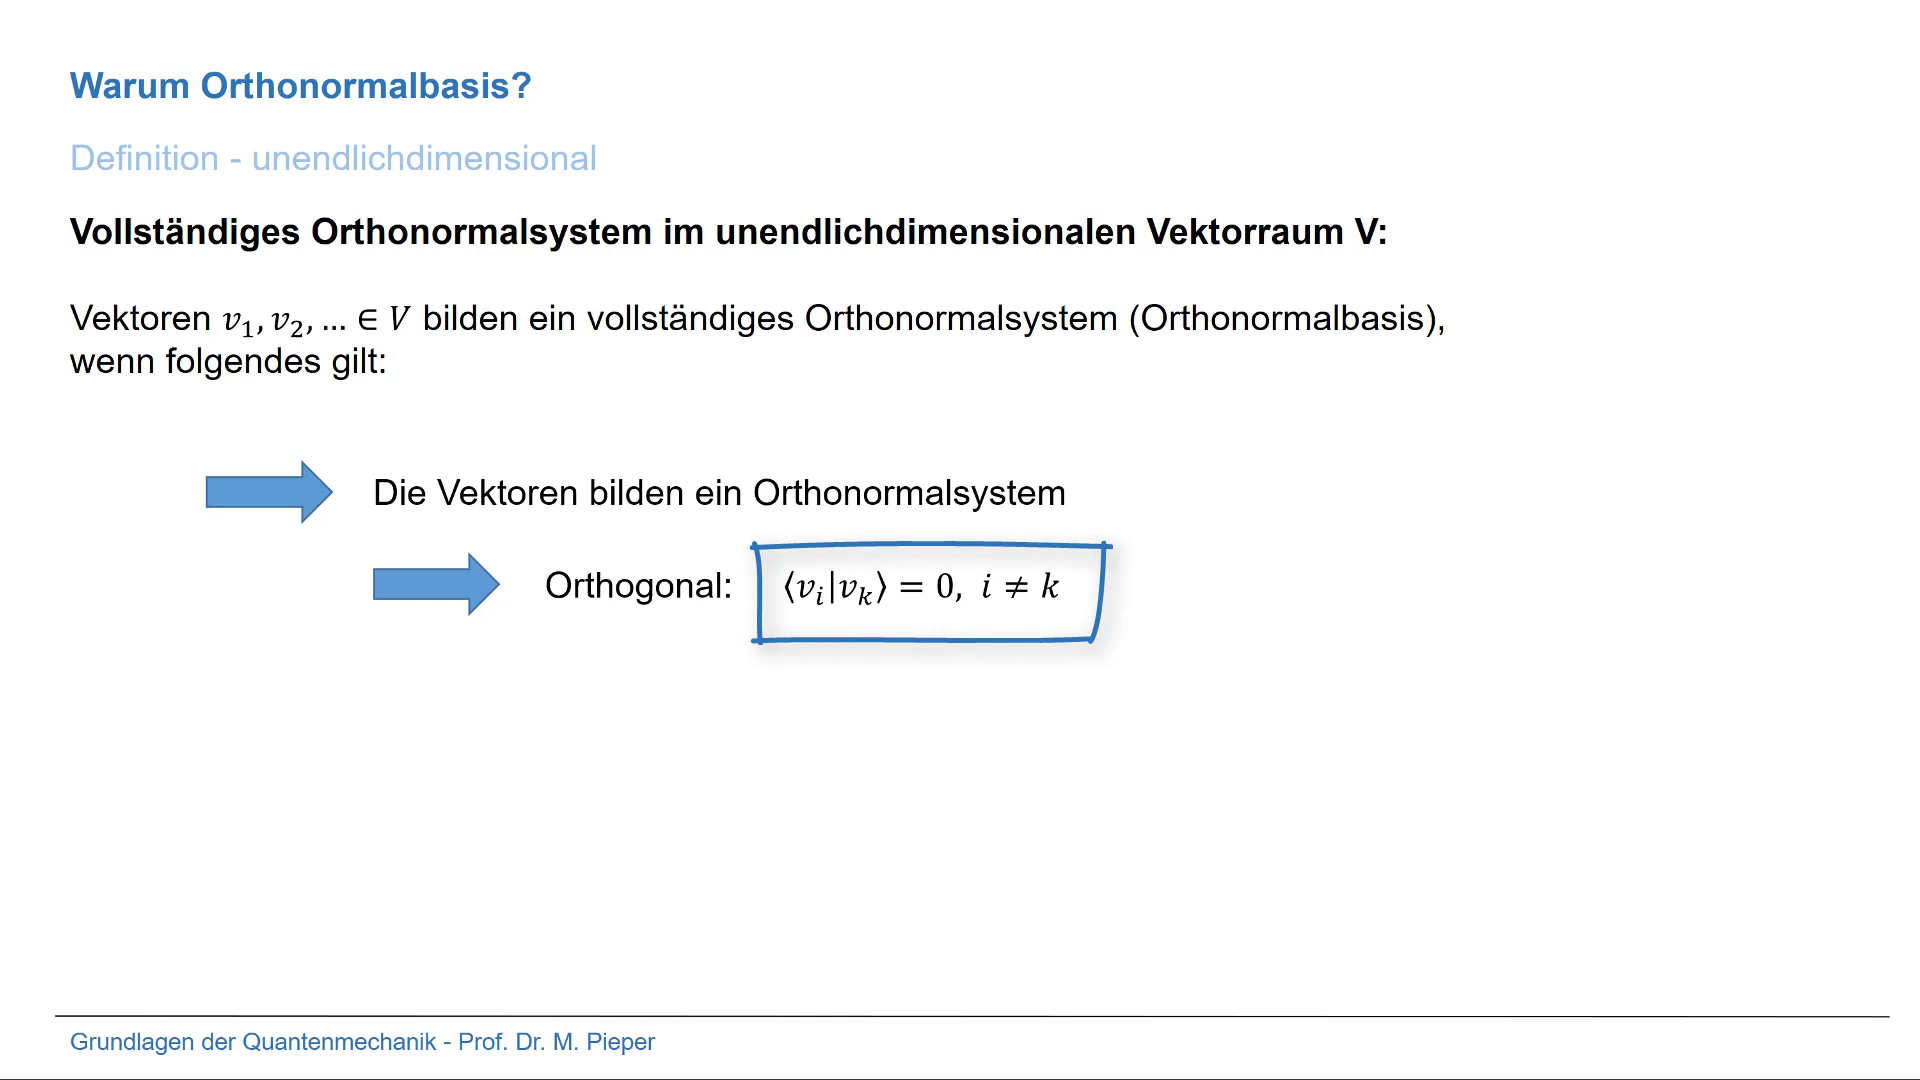 Warum Orthonormalbasis?
Definition - unendlichdimensional
Vollständiges Orthonormalsystem im unendlichdimensionalen Vektorraum V:
Vektoren v₁, v₂, … ∈ V bilden ein vollständiges Orthonormalsystem (Orthonormalbasis),
wenn folgendes gilt:
Die Vektoren bilden ein Orthonormalsystem
Orthogonal: ⟨vᵢ|vₖ⟩ = 0, i ≠ k
Grundlagen der Quantenmechanik - Prof. Dr. M. Pieper